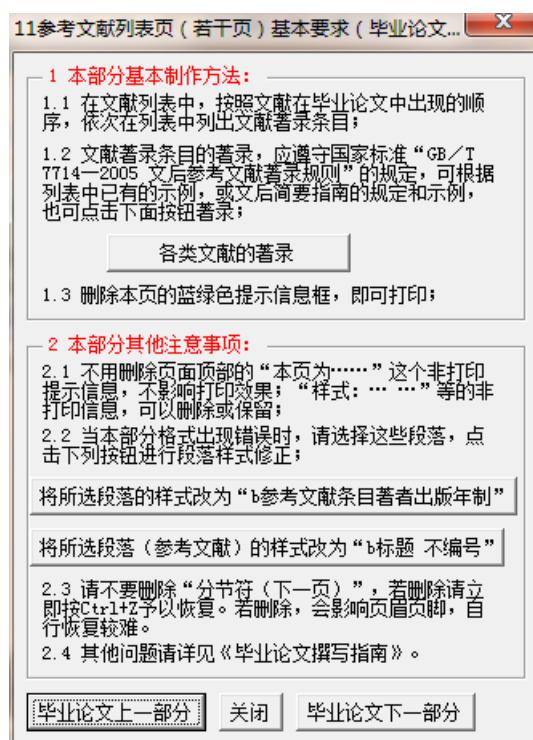 11参考文献列表页（若干页）基本要求（毕业论文...
1 本部分基本制作方法：
1.1 在文献列表中，按照文献在毕业论文中出现的顺
序，依次在列表中列出文献著录条目；
1.2 文献著录条目的著录，应遵守国家标准“GB／T
7714—2005 文后参考文献著录规则”的规定，可根据
列表中已有的示例，或文后简要指南的规定和示例，
也可点击下面按钮著录；
各类文献的著录
1.3 删除本页的蓝绿色提示信息框，即可打印；
2 本部分其他注意事项：
2.1 不用删除页面顶部的“本页为……”这个非打印
提示信息，不影响打印效果；“样式：… …”等的非
打印信息，可以删除或保留；
2.2 当本部分格式出现错误时，请选择这些段落，点
击下列按钮进行段落样式修正；
将所选段落的样式改为“b参考文献条目著者出版年制”
将所选段落（参考文献）的样式改为“b标题 不编号”
2.3 请不要删除“分节符（下一页）”，若删除请立
即按Ctrl+Z予以恢复。若删除，会影响页眉页脚，自
行恢复较难。
2.4 其他问题请详见《毕业论文撰写指南》。
毕业论文上一部分 关闭 毕业论文下一部分